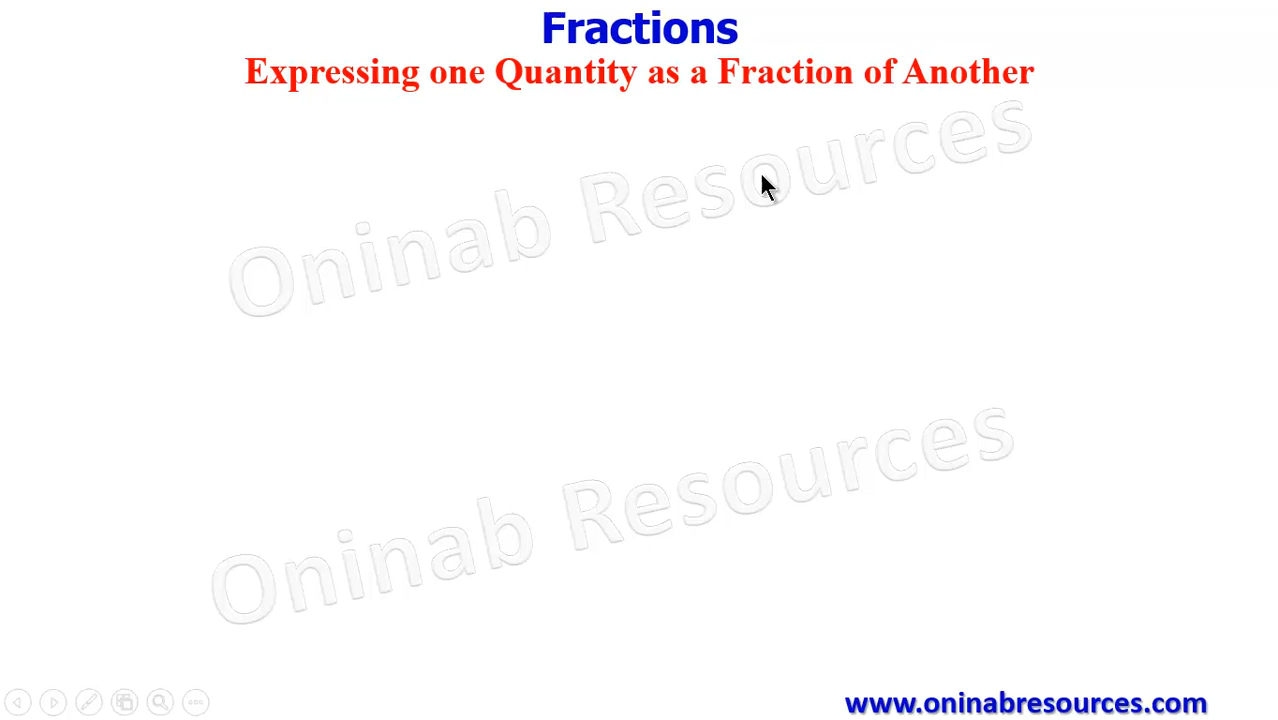 Fractions
Expressing one Quantity as a Fraction of Another
Oninab Resources
Oninab Resources
www.oninabresources.com